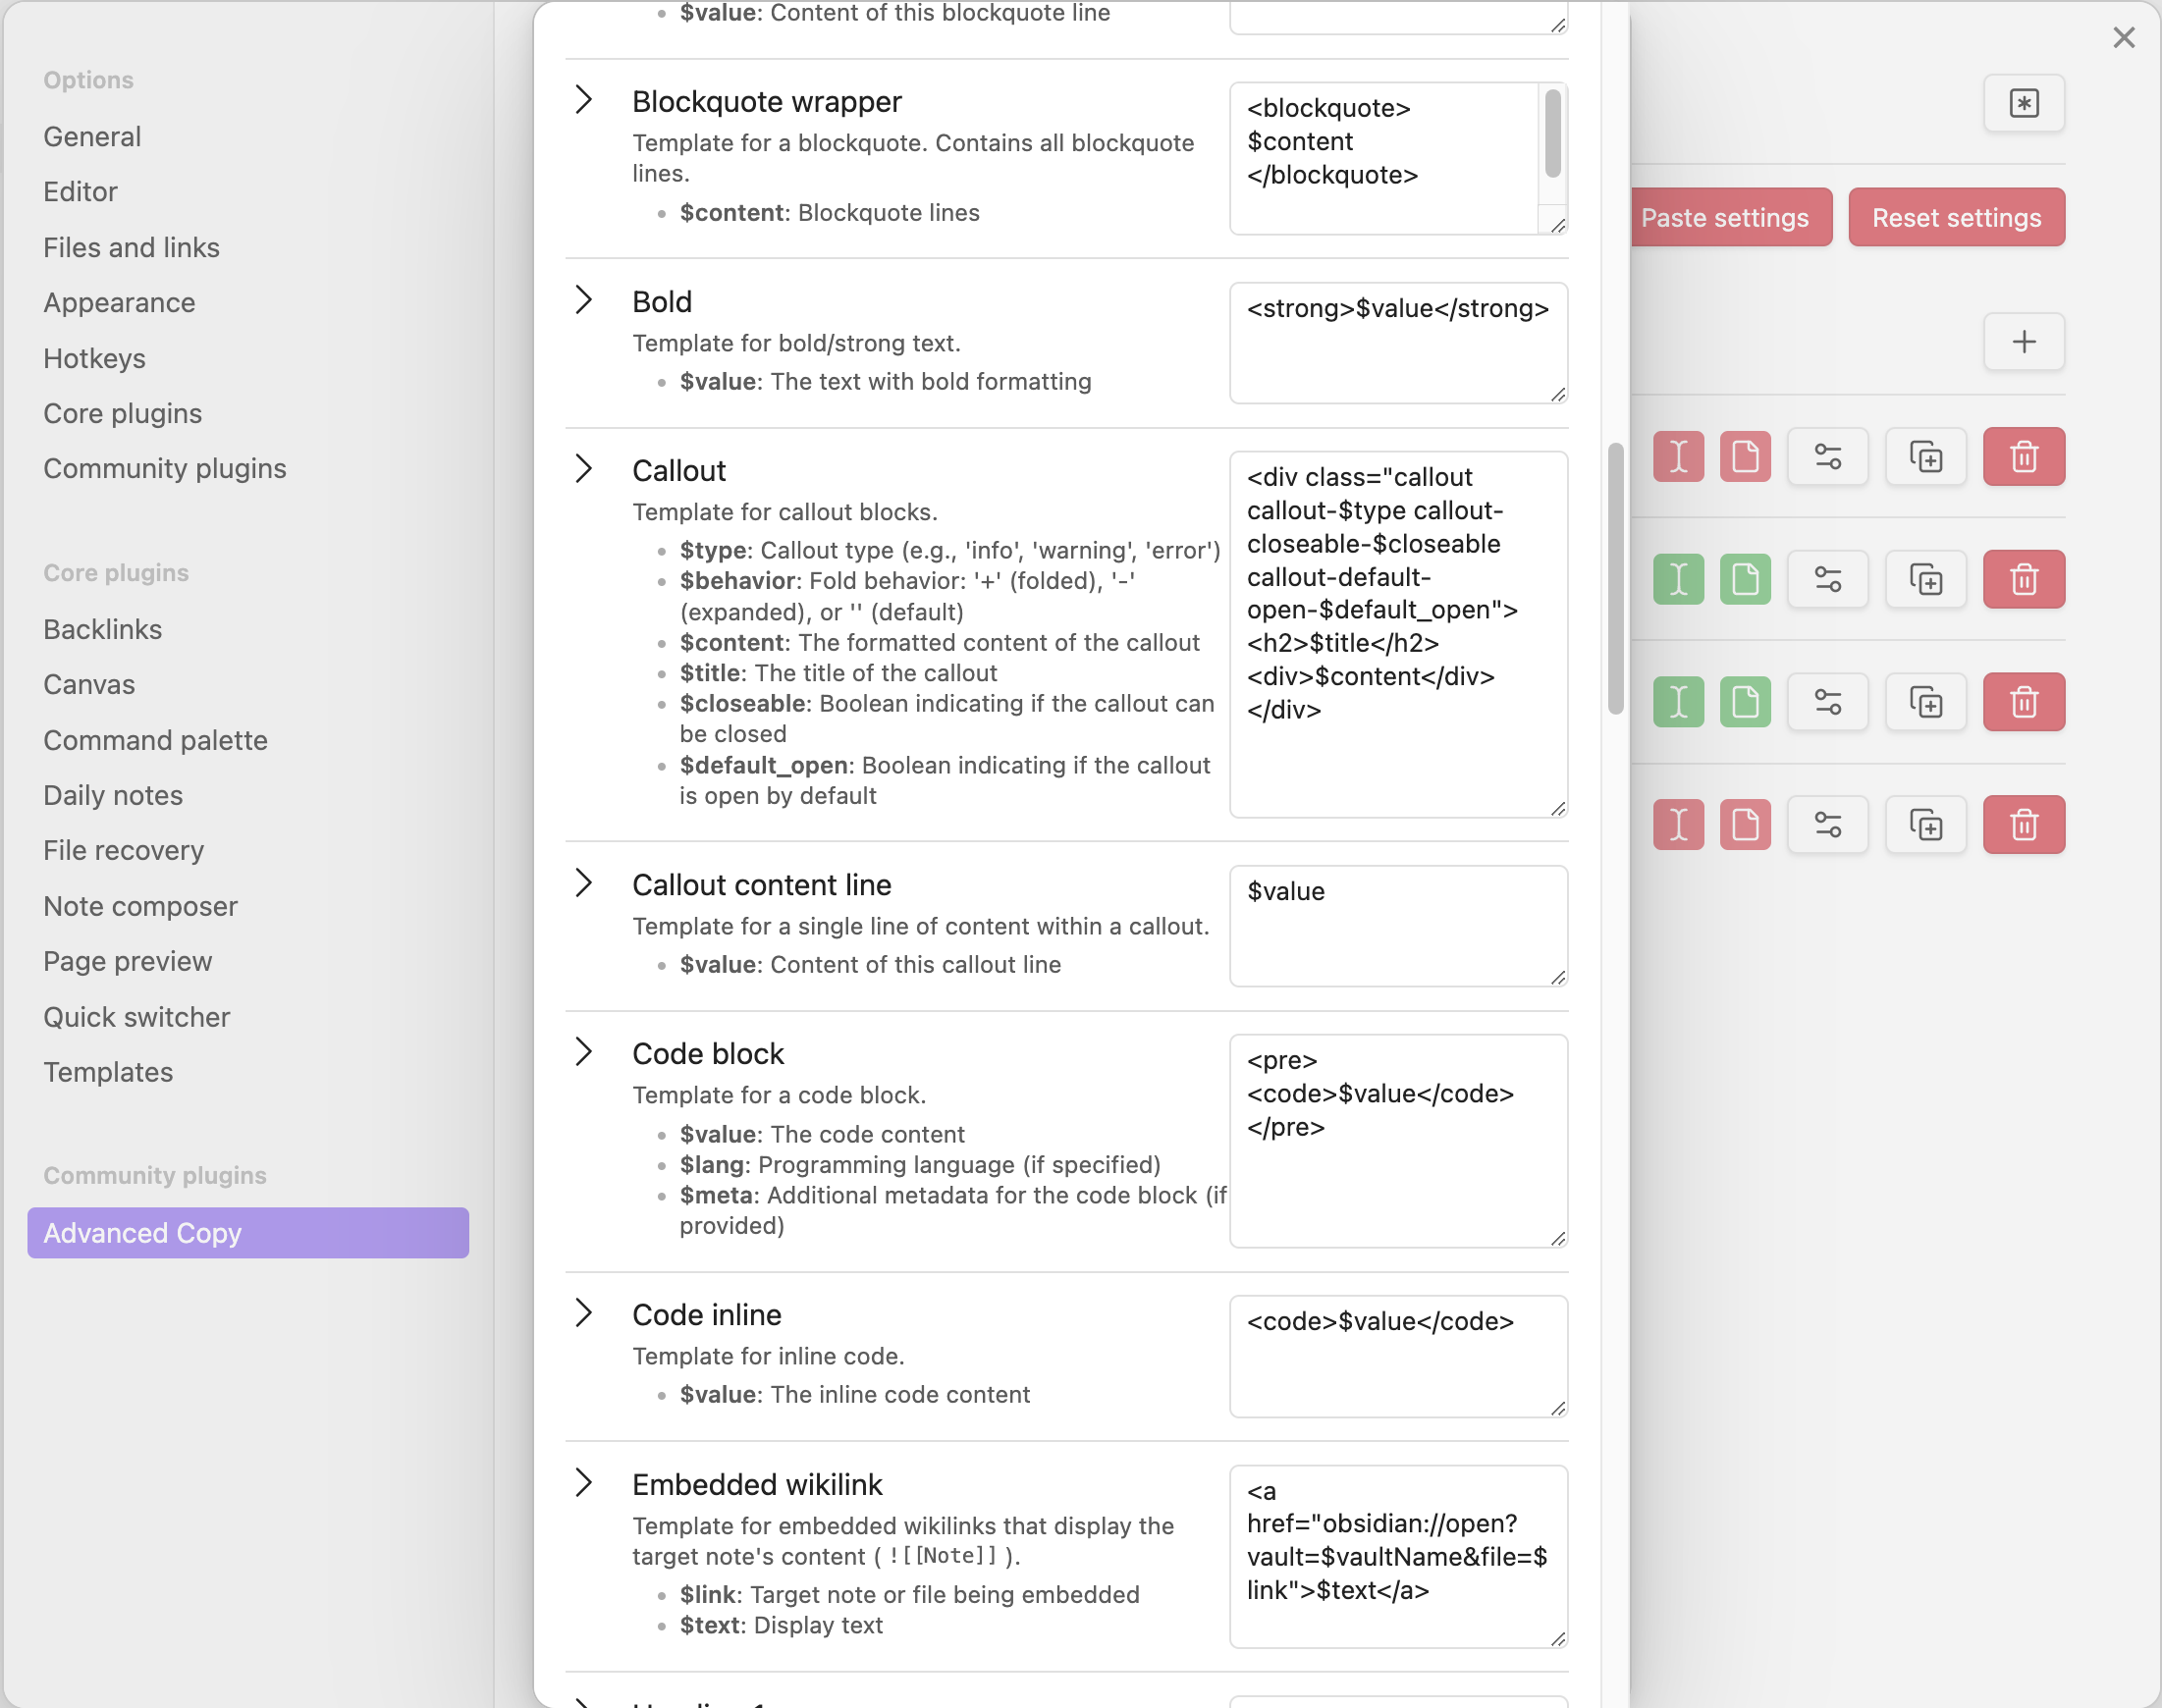 Options
General
Editor
Files and links
Appearance
Hotkeys
Core plugins
Community plugins
Core plugins
Backlinks
Canvas
Command palette
Daily notes
File recovery
Note composer
Page preview
Quick switcher
Templates
Community plugins
Advanced Copy
$value: Content of this blockquote line
Blockquote wrapper
Template for a blockquote. Contains all blockquote
lines.
$content: Blockquote lines
<blockquote>
$content
</blockquote>
Bold
Template for bold/strong text.
$value: The text with bold formatting
<strong>$value</strong>
Callout
Template for callout blocks.
$type: Callout type (e.g., 'info', 'warning', 'error')
$behavior: Fold behavior: '+' (folded), '-'
(expanded), or '' (default)
$content: The formatted content of the callout
$title: The title of the callout
$closeable: Boolean indicating if the callout can
be closed
$default_open: Boolean indicating if the callout
is open by default
<div class="callout
callout-$type callout-
closeable-$closeable
callout-default-
open-$default_open">
<h2>$title</h2>
<div>$content</div>
</div>
Callout content line
Template for a single line of content within a callout.
$value: Content of this callout line
$value
Code block
Template for a code block.
$value: The code content
$lang: Programming language (if specified)
$meta: Additional metadata for the code block (if
provided)
<pre>
<code>$value</code>
</pre>
Code inline
Template for inline code.
$value: The inline code content
<code>$value</code>
Embedded wikilink
Template for embedded wikilinks that display the
target note's content ( ![[Note]] ).
$link: Target note or file being embedded
$text: Display text
<a
href="obsidian://open?
vault=$vaultName&file=$
link">$text</a>
Paste settings
Reset settings